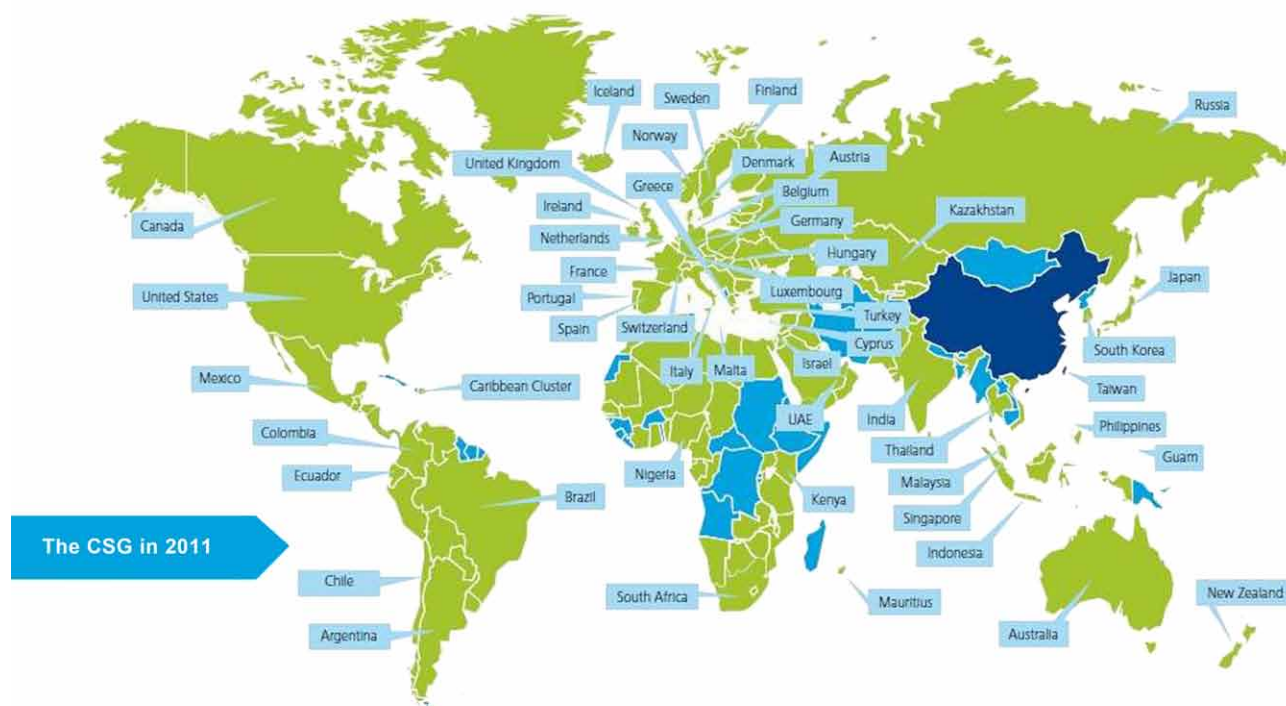 Iceland
Sweden
Finland
Russia
Norway
United Kingdom
Denmark
Austria
Greece
Belgium
Ireland
Canada
Kazakhstan
Germany
Netherlands
Hungary
France
Japan
United States
Portugal
Luxembourg
Turkey
Spain
Switzerland
Cyprus
South Korea
Israel
Italy
Malta
Mexico
Caribbean Cluster
Taiwan
UAE
India
Philippines
Colombia
Thailand
Guam
Ecuador
Nigeria
Malaysia
Brazil
Kenya
Singapore
The CSG in 2011
Indonesia
Chile
South Africa
Mauritius
New Zealand
Argentina
Australia